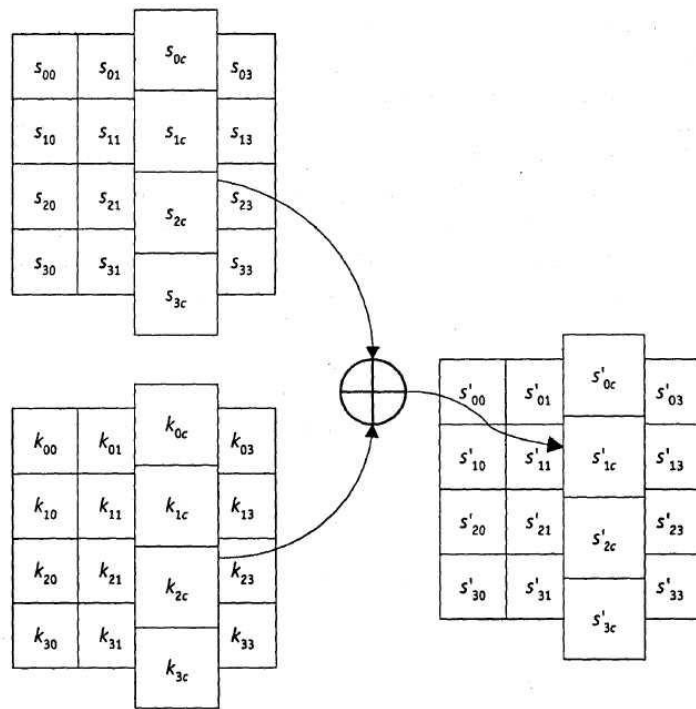 s0c
s00 s01 s03
s1c
s10 s11 s13
s20 s21 s2c s23
s30 s31 s33
s3c
k0c
k00 k01 k03
k10 k11 k1c k13
k20 k21 k2c k23
k30 k31 k33
k3c
s'0c
s'00 s'01 s'03
s'10 s'11 s'1c s'13
s'20 s'21 s'2c s'23
s'30 s'31 s'33
s'3c